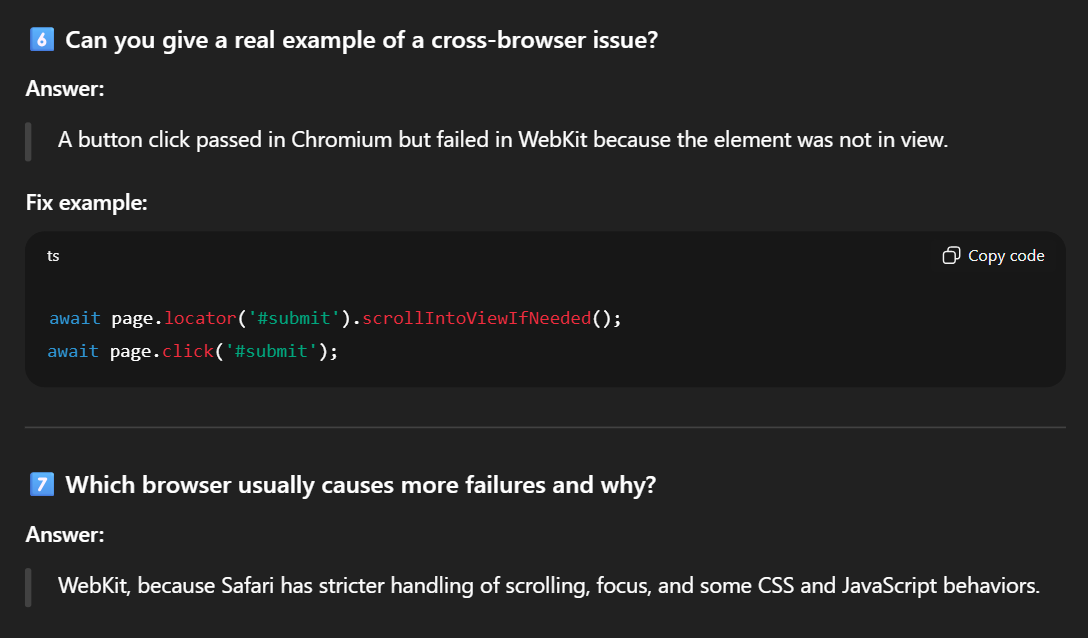 6 Can you give a real example of a cross-browser issue?
Answer:
A button click passed in Chromium but failed in WebKit because the element was not in view.
Fix example:
ts Copy code
await page.locator('#submit').scrollIntoViewIfNeeded();
await page.click('#submit');
7 Which browser usually causes more failures and why?
Answer:
WebKit, because Safari has stricter handling of scrolling, focus, and some CSS and JavaScript behaviors.